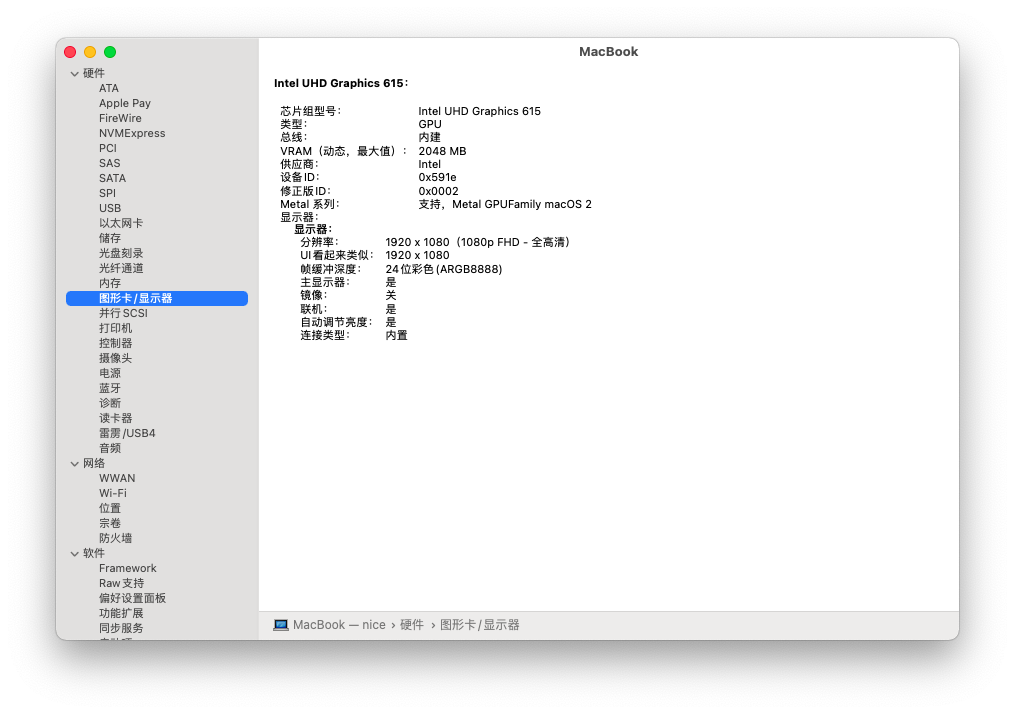 MacBook
硬件
ATA
Apple Pay
FireWire
NVMExpress
PCI
SAS
SATA
SPI
USB
以太网卡
储存
光盘刻录
光纤通道
内存
图形卡/显示器
并行SCSI
打印机
控制器
摄像头
电源
蓝牙
诊断
读卡器
雷雳/USB4
音频
网络
WWAN
Wi-Fi
位置
宗卷
防火墙
软件
Framework
Raw支持
偏好设置面板
功能扩展
同步服务
Intel UHD Graphics 615:
芯片组型号: Intel UHD Graphics 615
类型: GPU
总线: 内建
VRAM（动态，最大值）: 2048 MB
供应商: Intel
设备ID: 0x591e
修正版ID: 0x0002
Metal 系列: 支持，Metal GPUFamily macOS 2
显示器:
显示器:
分辨率: 1920 x 1080（1080p FHD - 全高清）
UI看起来类似: 1920 x 1080
帧缓冲深度: 24位彩色(ARGB8888)
主显示器: 是
镜像: 关
联机: 是
自动调节亮度: 是
连接类型: 内置
MacBook — nice › 硬件 › 图形卡/显示器